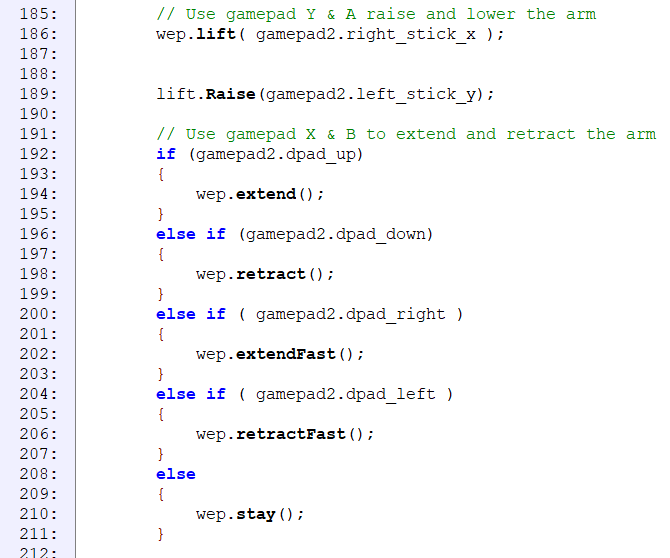 185:          // Use gamepad Y & A raise and lower the arm
186:          wep.lift( gamepad2.right_stick_x );
187:
188:
189:          lift.Raise(gamepad2.left_stick_y);
190:
191:          // Use gamepad X & B to extend and retract the arm
192:          if (gamepad2.dpad_up)
193:          {
194:              wep.extend();
195:          }
196:          else if (gamepad2.dpad_down)
197:          {
198:              wep.retract();
199:          }
200:          else if ( gamepad2.dpad_right )
201:          {
202:              wep.extendFast();
203:          }
204:          else if ( gamepad2.dpad_left )
205:          {
206:              wep.retractFast();
207:          }
208:          else
209:          {
210:              wep.stay();
211:          }
212: